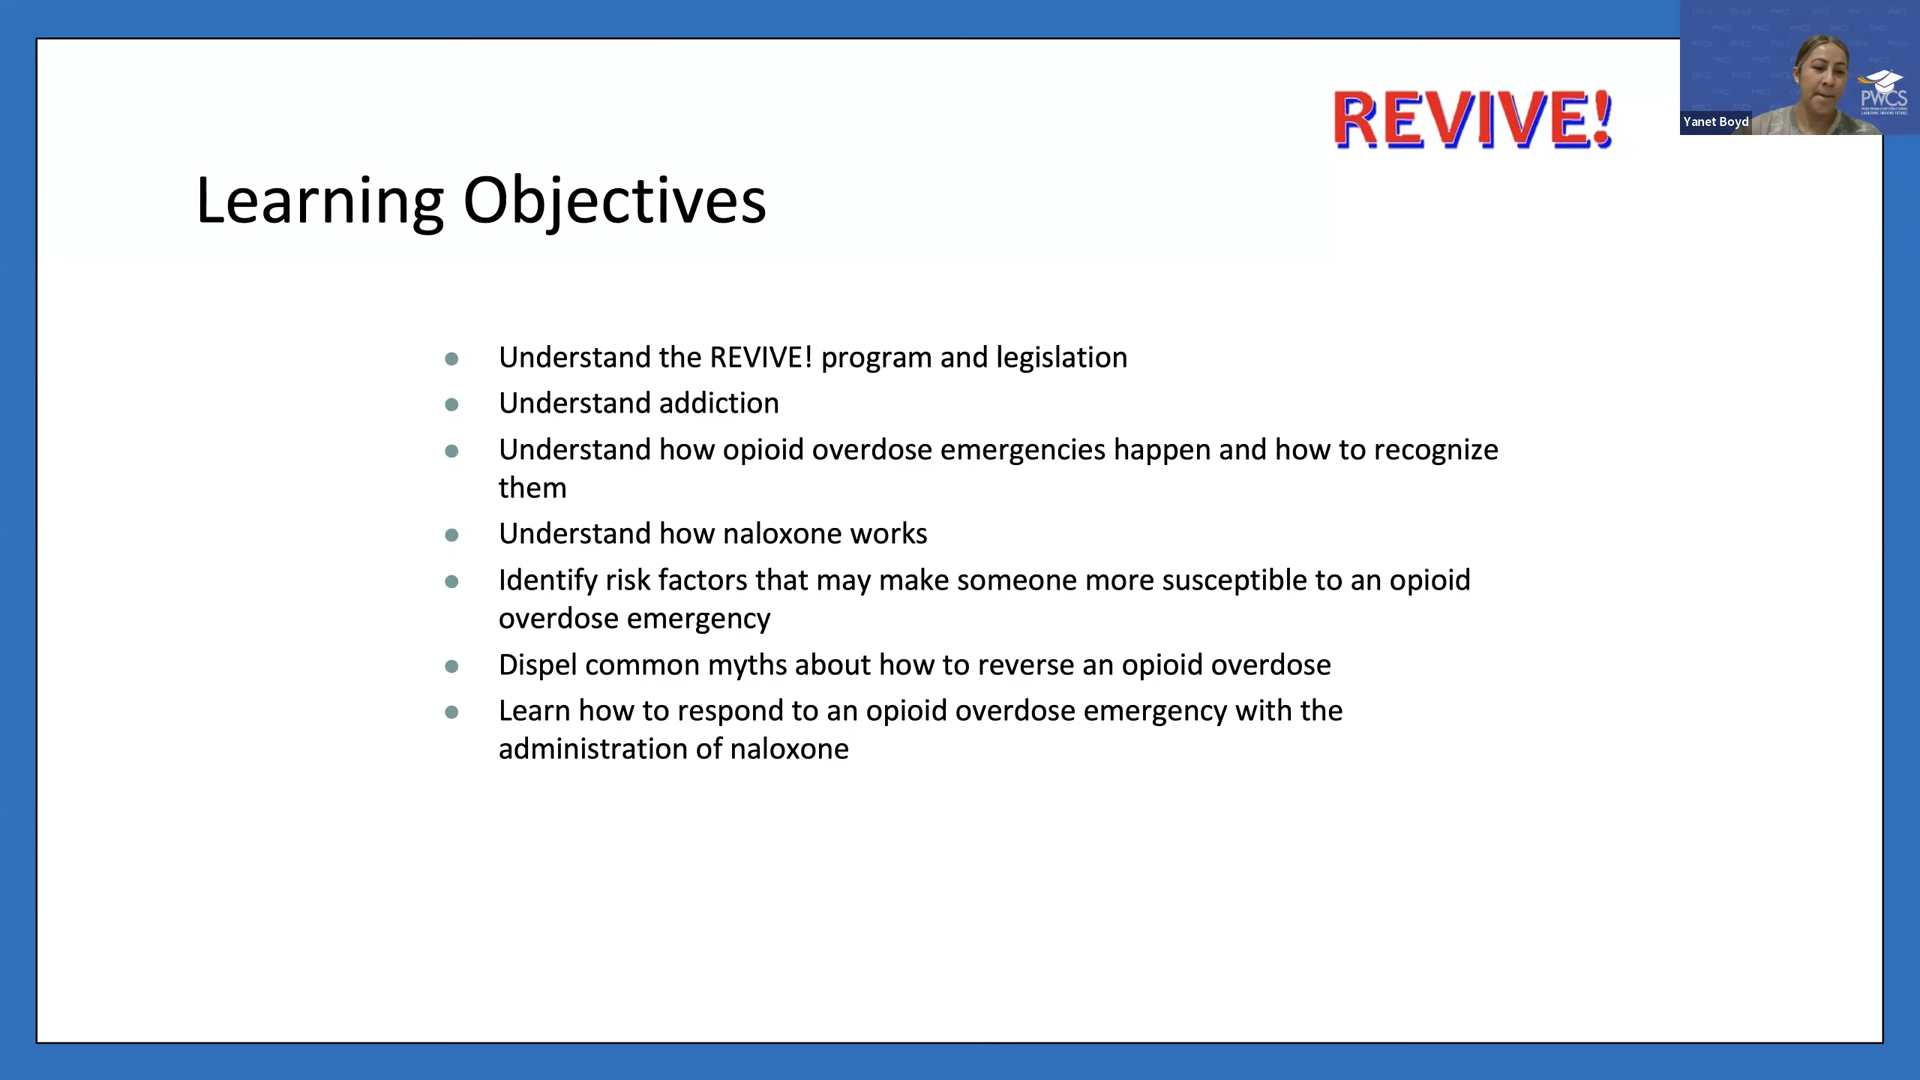 REVIVE!
PWCS
Yanet Boyd
Learning Objectives
Understand the REVIVE! program and legislation
Understand addiction
Understand how opioid overdose emergencies happen and how to recognize
them
Understand how naloxone works
Identify risk factors that may make someone more susceptible to an opioid
overdose emergency
Dispel common myths about how to reverse an opioid overdose
Learn how to respond to an opioid overdose emergency with the
administration of naloxone